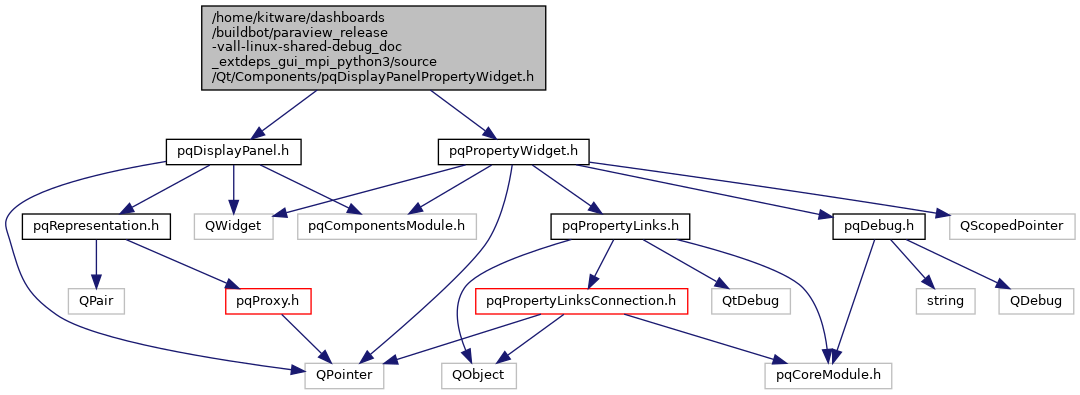 /home/kitware/dashboards
/buildbot/paraview_release
-vall-linux-shared-debug_doc
_extdeps_gui_mpi_python3/source
/Qt/Components/pqDisplayPanelPropertyWidget.h
pqDisplayPanel.h
pqPropertyWidget.h
pqRepresentation.h
QWidget
pqComponentsModule.h
pqPropertyLinks.h
pqDebug.h
QScopedPointer
QPair
pqProxy.h
pqPropertyLinksConnection.h
QtDebug
string
QDebug
QPointer
QObject
pqCoreModule.h